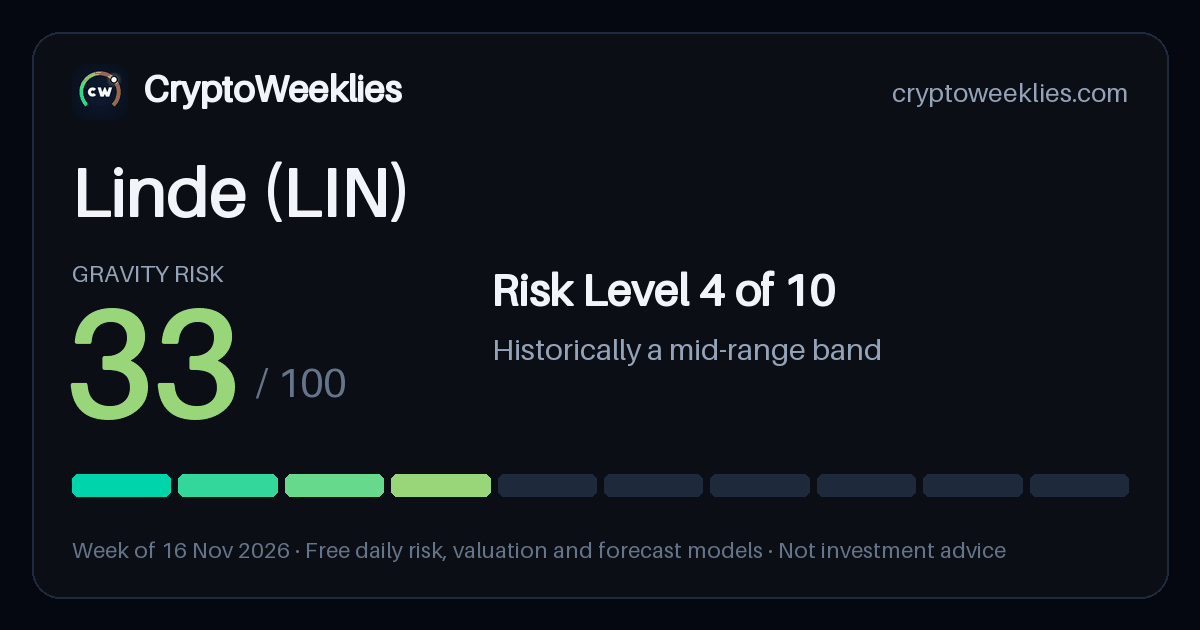 CW
CryptoWeeklies
cryptoweeklies.com
Linde (LIN)
GRAVITY RISK
33 / 100
Risk Level 4 of 10
Historically a mid-range band
Week of 16 Nov 2026 · Free daily risk, valuation and forecast models · Not investment advice